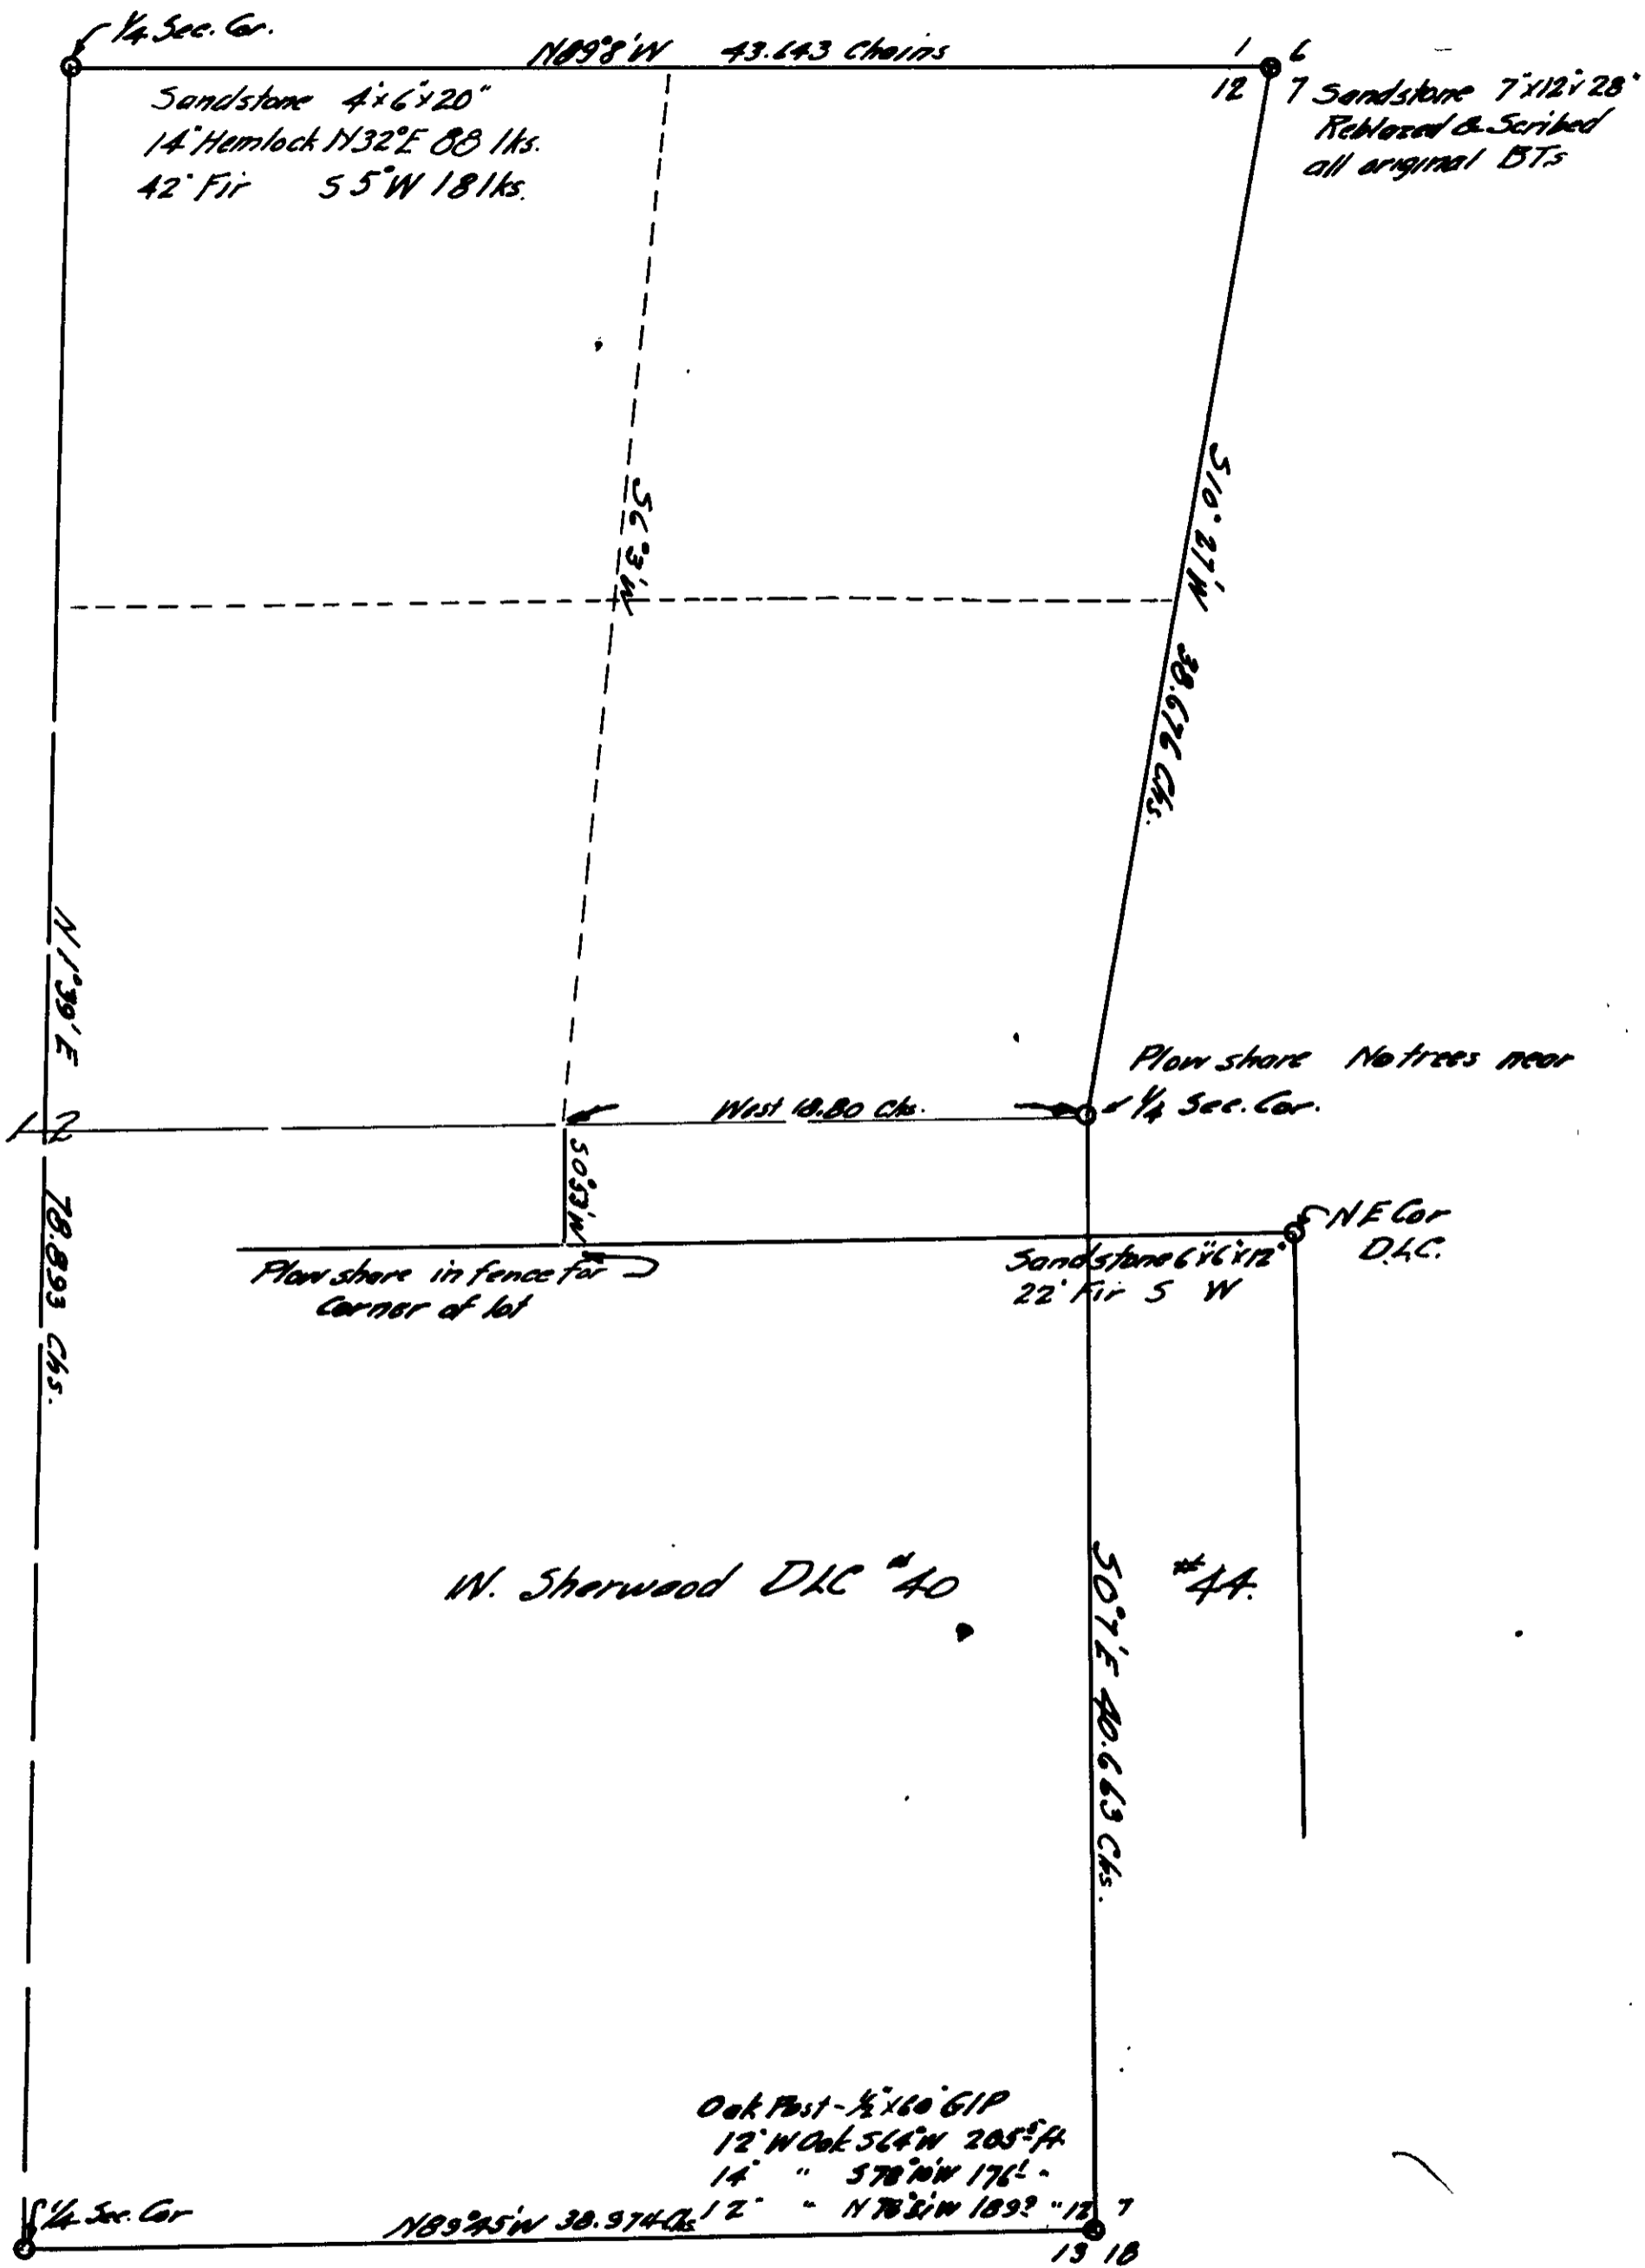 1/4 Sec. Cor.
N89°8'W 43.643 Chains
1 6
12 7
Sandstone 4"x6"x20"
14" Hemlock N32°E 88 lks.
42" Fir S5°W 18 lks.
Sandstone 7"x12"x28"
Reblazed & Scribed
all original BTs
S6°3'W
S10°27'W 38.676 Chs.
N1°39'E
78.893 Chs.
12
West 18.80 Chs.
Plow share No trees near
1/4 Sec. Cor.
S0°53'W
NE Cor
D.L.C.
Plow share in fence for
Corner of lot
Sandstone 6"x6"x12"
22" Fir S W
W. Sherwood DLC #40
#44.
S0°7'E 40.663 Chs.
Oak Post - 1/2"x60" GIP
12" W Oak S64°W 205⁵ ft
14" " S78°10'W 176¹ "
12" " N78°51'W "
12 7
13 18
1/4 Sec. Cor
N89°45'W 38.974 Chs